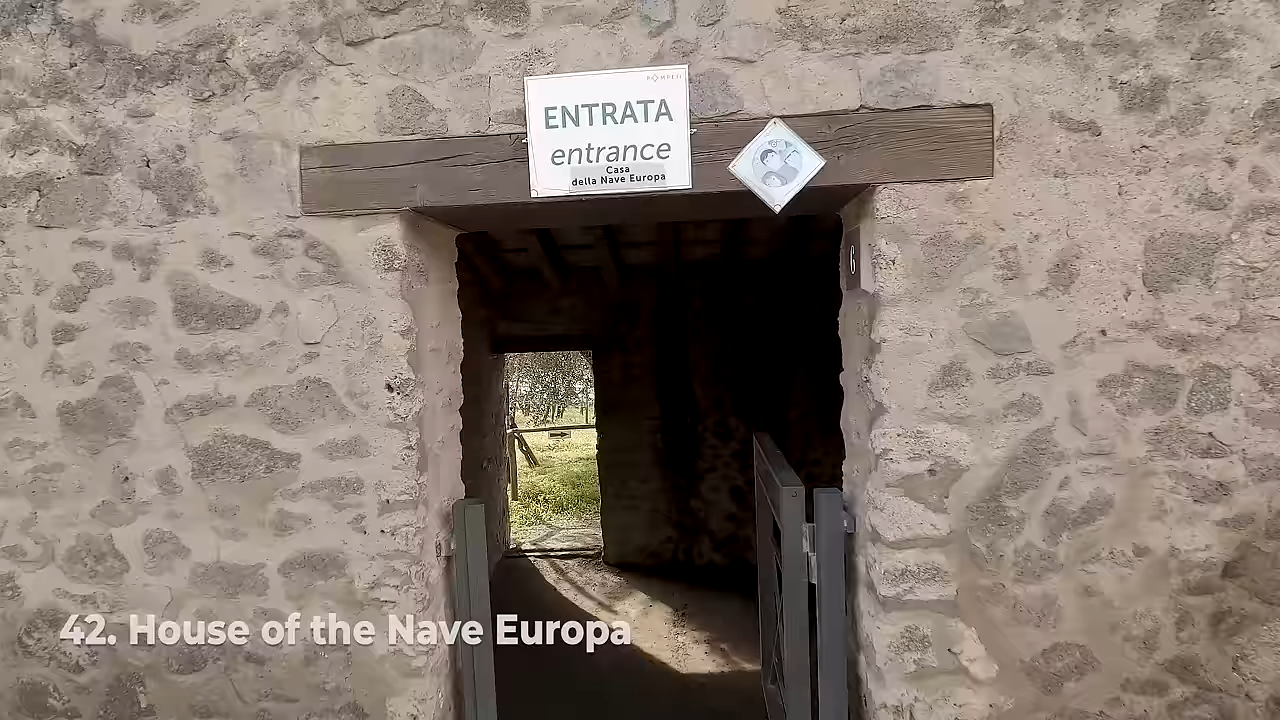 POMPEII
ENTRATA
entrance
Casa
della Nave Europa
6
42. House of the Nave Europa